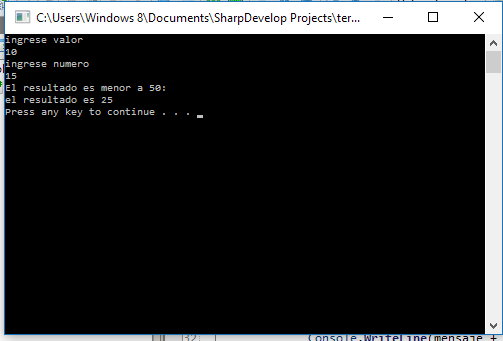 C:\Users\Windows 8\Documents\SharpDevelop Projects\ter...
ingrese valor
10
ingrese numero
15
El resultado es menor a 50:
el resultado es 25
Press any key to continue . . .
32:
Console.WriteLine(mensaje +